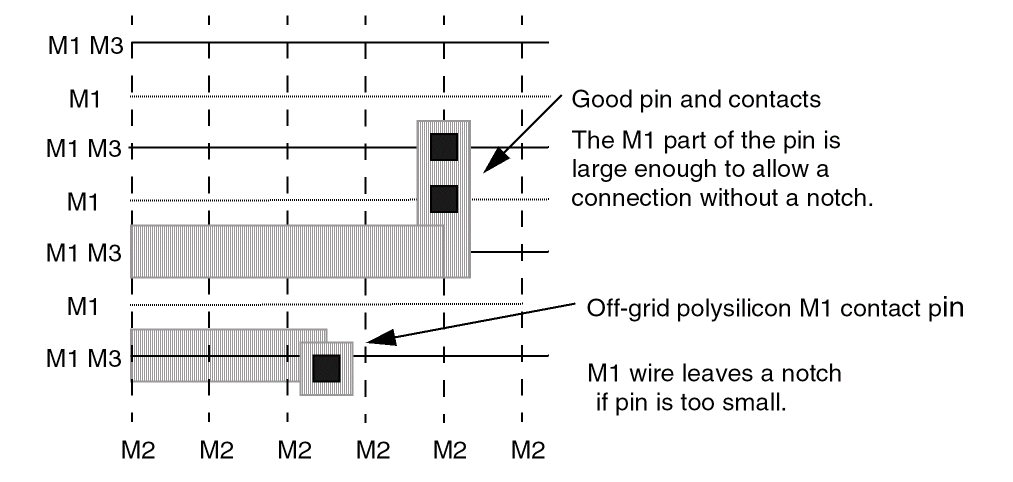 M1 M3
M1
Good pin and contacts
The M1 part of the pin is
M1 M3
large enough to allow a
connection without a notch.
M1
M1 M3
M1
Off-grid polysilicon M1 contact pin
M1 M3
M1 wire leaves a notch
if pin is too small.
M2 M2 M2 M2 M2 M2